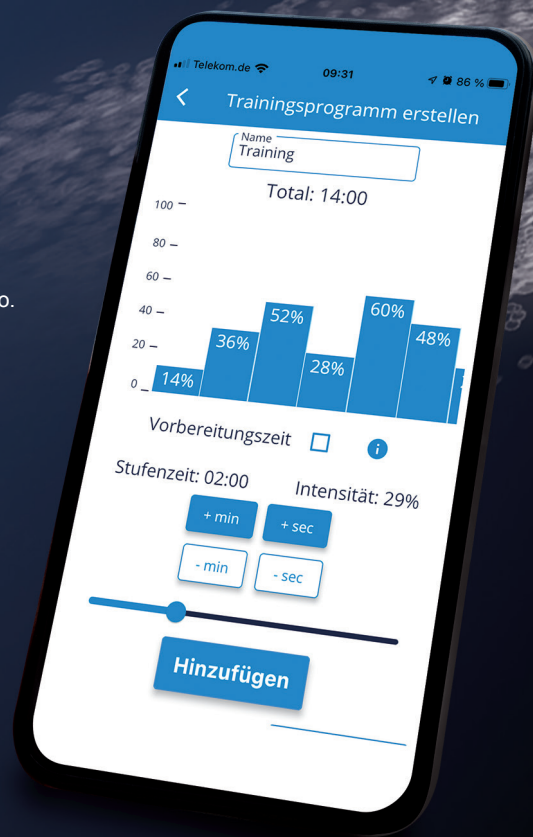 Telekom.de
09:31
86 %
Trainingsprogramm erstellen
Name
Training
Total: 14:00
100
80
60
40
20
0
14%
36%
52%
28%
60%
48%
Vorbereitungszeit
i
Stufenzeit: 02:00
Intensität: 29%
+ min
+ sec
- min
- sec
Hinzufügen